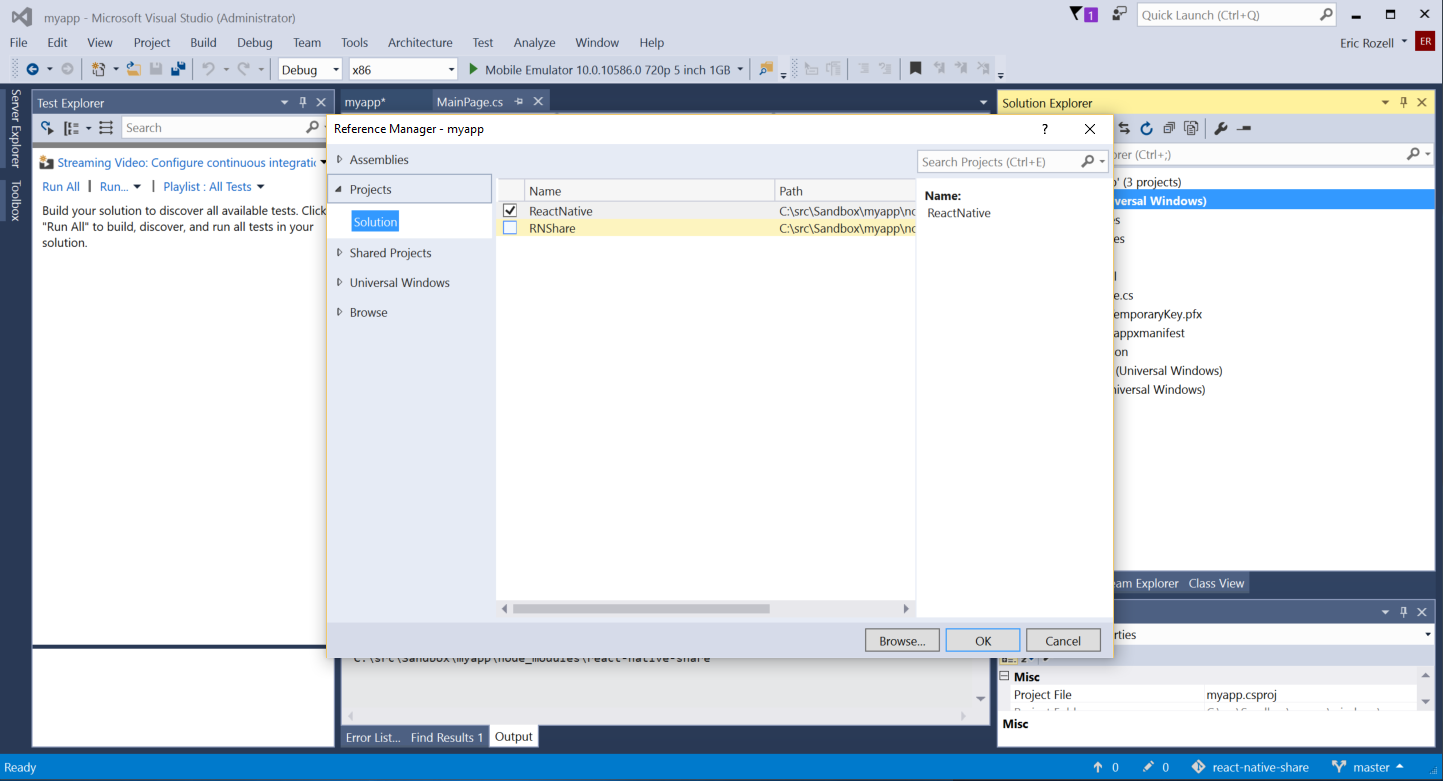 myapp - Microsoft Visual Studio (Administrator)
1
Quick Launch (Ctrl+Q)
File Edit View Project Build Debug Team Tools Architecture Test Analyze Window Help
Eric Rozell ER
Debug x86 Mobile Emulator 10.0.10586.0 720p 5 inch 1GB
Server Explorer
Toolbox
Test Explorer
Search
Streaming Video: Configure continuous integratic
Run All | Run... | Playlist : All Tests
Build your solution to discover all available tests. Click
"Run All" to build, discover, and run all tests in your
solution.
myapp* MainPage.cs
Reference Manager - myapp ?
Assemblies
Projects
Solution
Shared Projects
Universal Windows
Browse
Name Path
ReactNative C:\src\Sandbox\myapp\no
RNShare C:\src\Sandbox\myapp\no
Search Projects (Ctrl+E)
Name:
ReactNative
Browse... OK Cancel
C:\src\Sandbox\myapp\node_modules\react-native-share
Error List... Find Results 1 Output
Solution Explorer
orer (Ctrl+;)
' (3 projects)
versal Windows)
es
es
l
e.cs
emporaryKey.pfx
appxmanifest
on
(Universal Windows)
niversal Windows)
eam Explorer Class View
rties
Misc
Project File myapp.csproj
Misc
Ready
0 0 react-native-share master